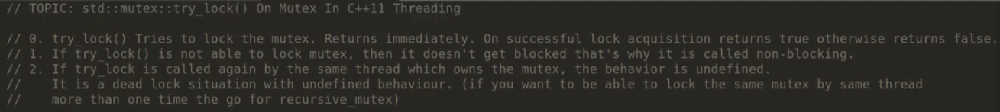 // TOPIC: std::mutex::try_lock() On Mutex In C++11 Threading
// 0. try_lock() Tries to lock the mutex. Returns immediately. On successful lock acquisition returns true otherwise returns false.
// 1. If try_lock() is not able to lock mutex, then it doesn't get blocked that's why it is called non-blocking.
// 2. If try_lock is called again by the same thread which owns the mutex, the behavior is undefined.
//    It is a dead lock situation with undefined behaviour. (if you want to be able to lock the same mutex by same thread
//    more than one time the go for recursive_mutex)